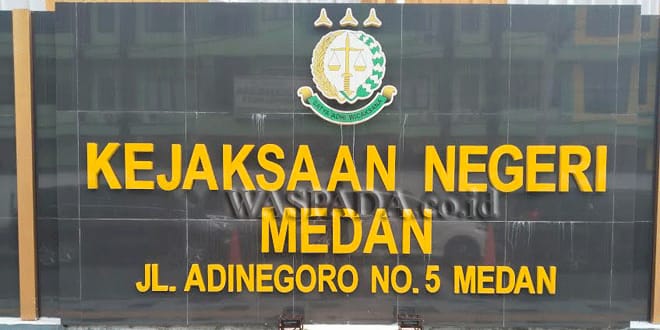 SATYA ADHI WICAKSANA
KEJAKSAAN NEGERI
WASPADA.co.id
MEDAN
JL. ADINEGORO NO. 5 MEDAN